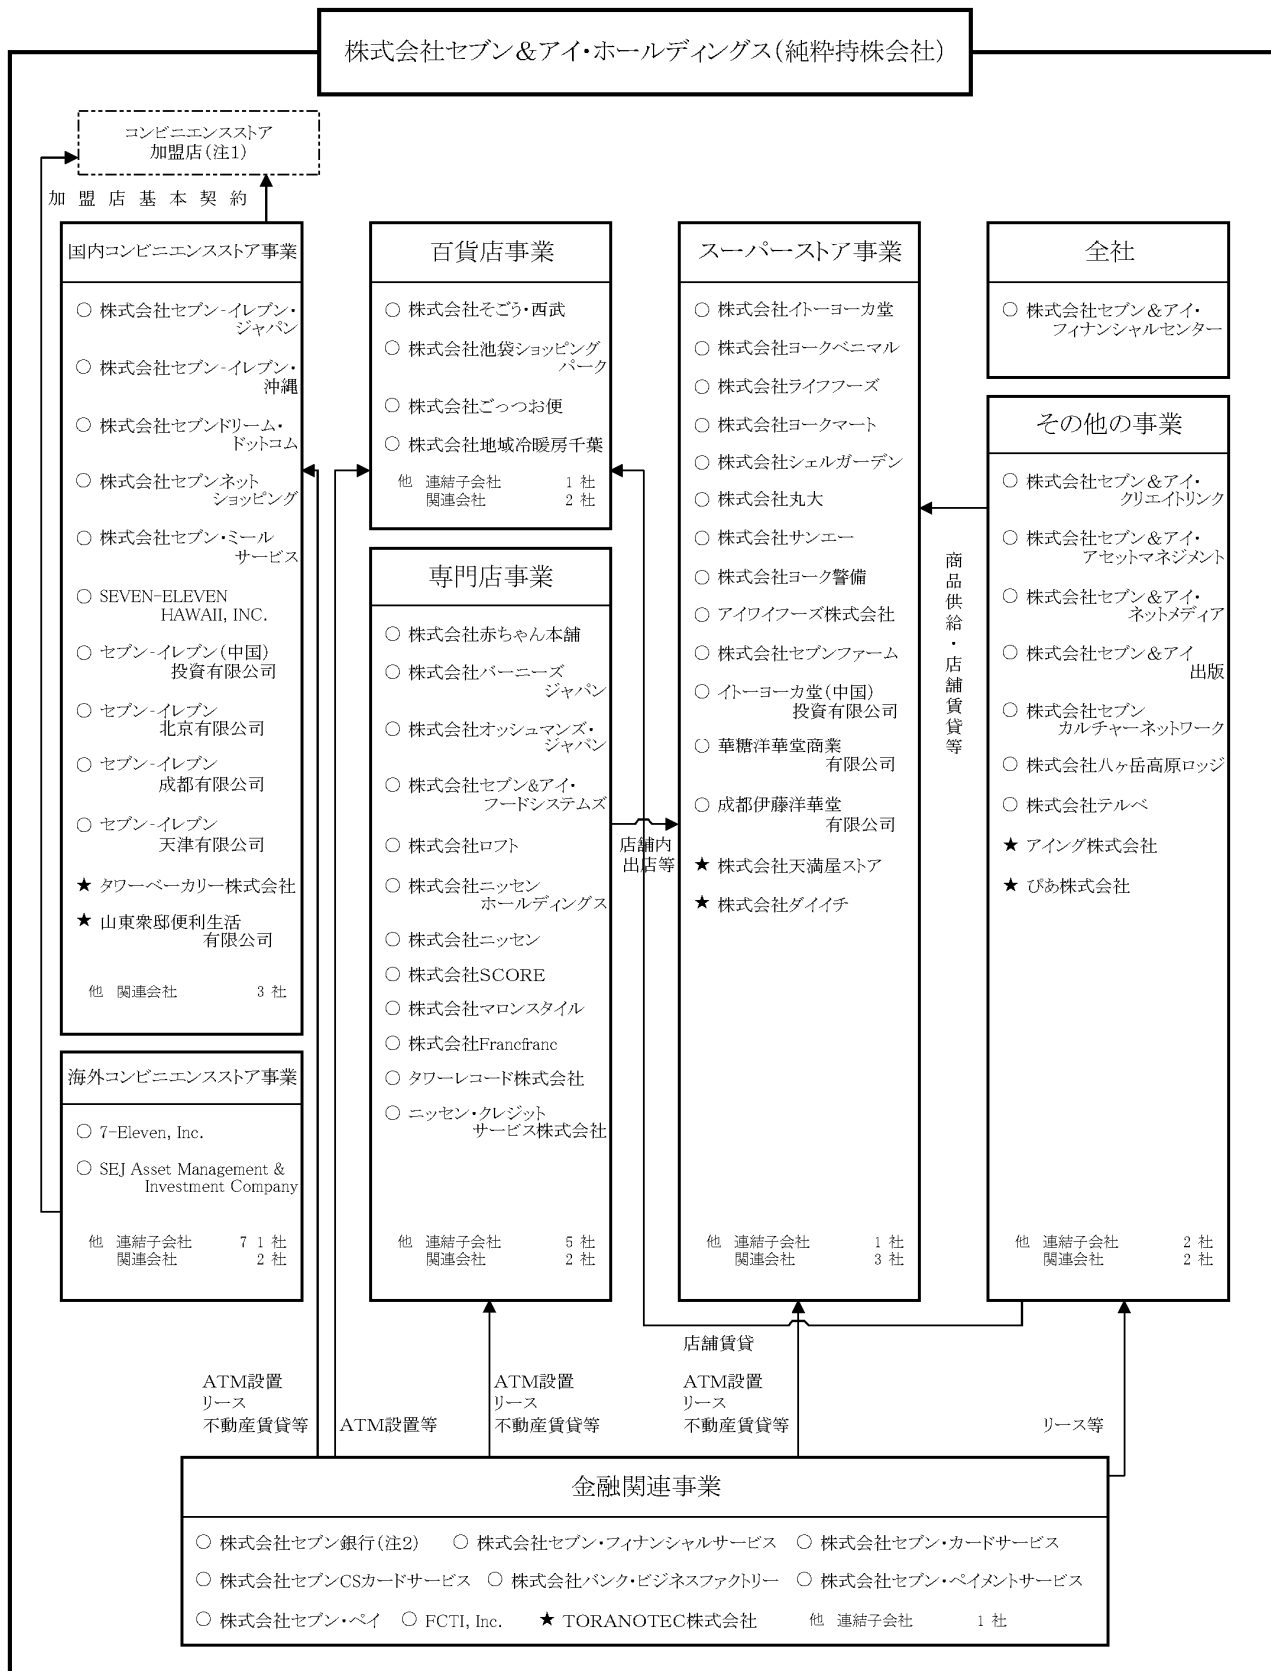 株式会社セブン&アイ・ホールディングス(純粋持株会社)
コンビニエンスストア
加盟店(注1)
加盟店基本契約
国内コンビニエンスストア事業
○ 株式会社セブン-イレブン・
ジャパン
○ 株式会社セブン-イレブン・
沖縄
○ 株式会社セブンドリーム・
ドットコム
○ 株式会社セブンネット
ショッピング
○ 株式会社セブン・ミール
サービス
○ SEVEN-ELEVEN
HAWAII, INC.
○ セブン-イレブン(中国)
投資有限公司
○ セブン-イレブン
北京有限公司
○ セブン-イレブン
成都有限公司
○ セブン-イレブン
天津有限公司
★ タワーベーカリー株式会社
★ 山東衆邸便利生活
有限公司
他 関連会社 3 社
海外コンビニエンスストア事業
○ 7-Eleven, Inc.
○ SEJ Asset Management &
Investment Company
他 連結子会社 7 1 社
関連会社 2 社
百貨店事業
○ 株式会社そごう・西武
○ 株式会社池袋ショッピング
パーク
○ 株式会社ごっつお便
○ 株式会社地域冷暖房千葉
他 連結子会社 1 社
関連会社 2 社
専門店事業
○ 株式会社赤ちゃん本舗
○ 株式会社バーニーズ
ジャパン
○ 株式会社オッシュマンズ・
ジャパン
○ 株式会社セブン&アイ・
フードシステムズ
○ 株式会社ロフト
○ 株式会社ニッセン
ホールディングス
○ 株式会社ニッセン
○ 株式会社SCORE
○ 株式会社マロンスタイル
○ 株式会社Francfranc
○ タワーレコード株式会社
○ ニッセン・クレジット
サービス株式会社
他 連結子会社 5 社
関連会社 2 社
店舗内
出店等
スーパーストア事業
○ 株式会社イトーヨーカ堂
○ 株式会社ヨークベニマル
○ 株式会社ライフフーズ
○ 株式会社ヨークマート
○ 株式会社シェルガーデン
○ 株式会社丸大
○ 株式会社サンエー
○ 株式会社ヨーク警備
○ アイワイフーズ株式会社
○ 株式会社セブンファーム
○ イトーヨーカ堂(中国)
投資有限公司
○ 華糖洋華堂商業
有限公司
○ 成都伊藤洋華堂
有限公司
★ 株式会社天満屋ストア
★ 株式会社ダイイチ
他 連結子会社 1 社
関連会社 3 社
商品供給・店舗賃貸等
全社
○ 株式会社セブン&アイ・
フィナンシャルセンター
その他の事業
○ 株式会社セブン&アイ・
クリエイトリンク
○ 株式会社セブン&アイ・
アセットマネジメント
○ 株式会社セブン&アイ・
ネットメディア
○ 株式会社セブン&アイ
出版
○ 株式会社セブン
カルチャーネットワーク
○ 株式会社八ヶ岳高原ロッジ
○ 株式会社テルベ
★ アイング株式会社
★ ぴあ株式会社
他 連結子会社 2 社
関連会社 2 社
店舗賃貸
ATM設置
リース
不動産賃貸等
ATM設置等
ATM設置
リース
不動産賃貸等
ATM設置
リース
不動産賃貸等
リース等
金融関連事業
○ 株式会社セブン銀行(注2) ○ 株式会社セブン・フィナンシャルサービス ○ 株式会社セブン・カードサービス
○ 株式会社セブンCSカードサービス ○ 株式会社バンク・ビジネスファクトリー ○ 株式会社セブン・ペイメントサービス
○ 株式会社セブン・ペイ ○ FCTI, Inc. ★ TORANOTEC株式会社 他 連結子会社 1 社